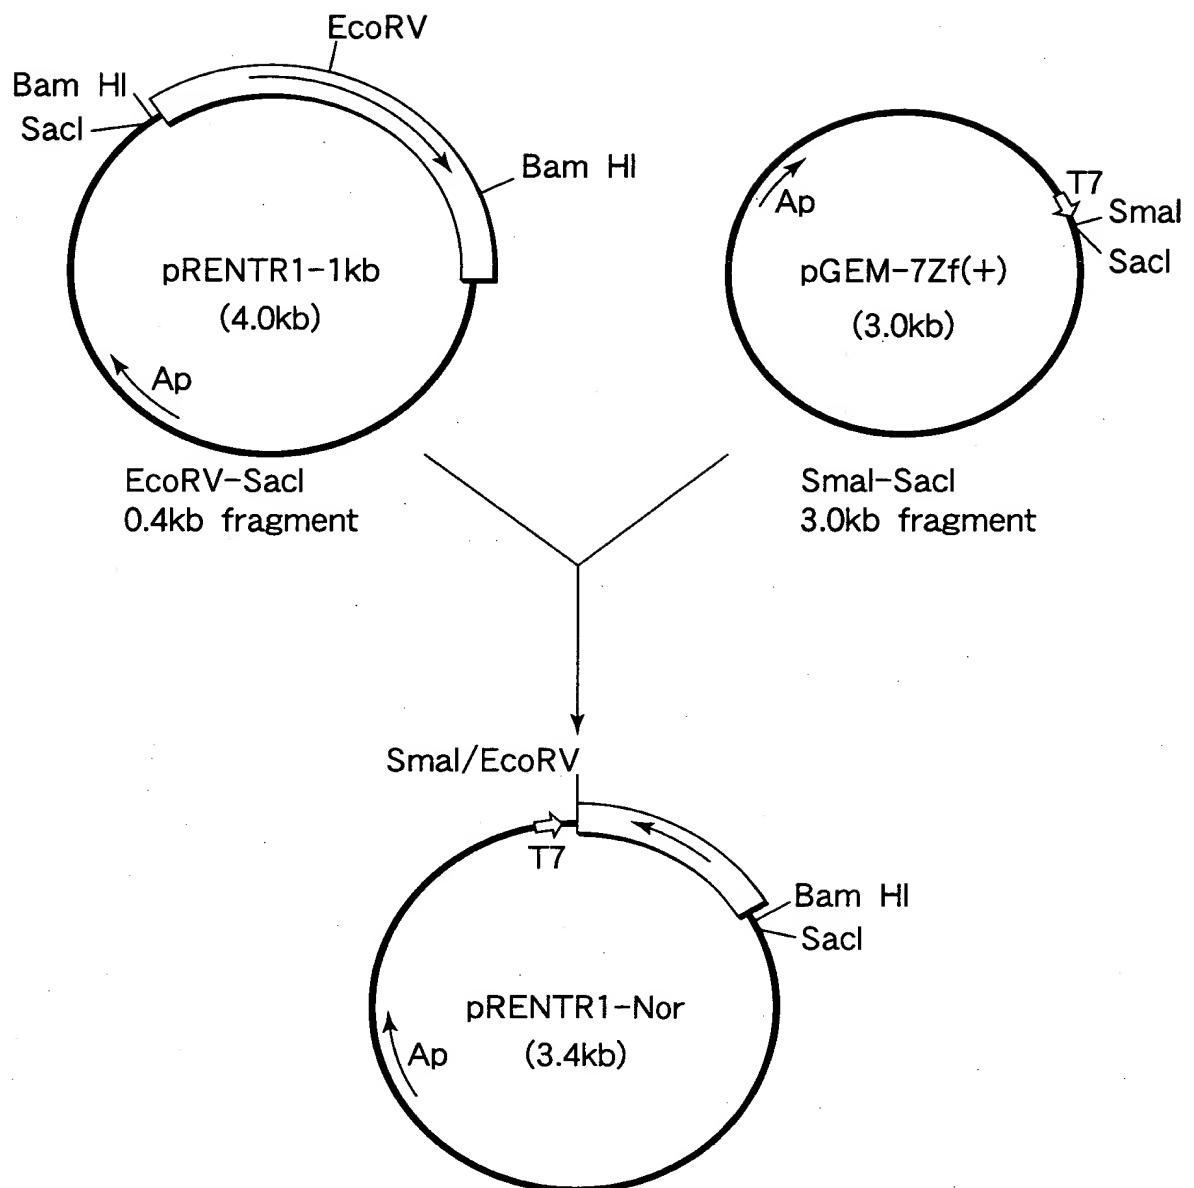 EcoRV
Bam HI
SacI
Bam HI
pRENTR1-1kb
(4.0kb)
Ap
EcoRV-SacI
0.4kb fragment
T7
SmaI
SacI
Ap
pGEM-7Zf(+)
(3.0kb)
SmaI-SacI
3.0kb fragment
SmaI/EcoRV
T7
Bam HI
SacI
pRENTR1-Nor
(3.4kb)
Ap